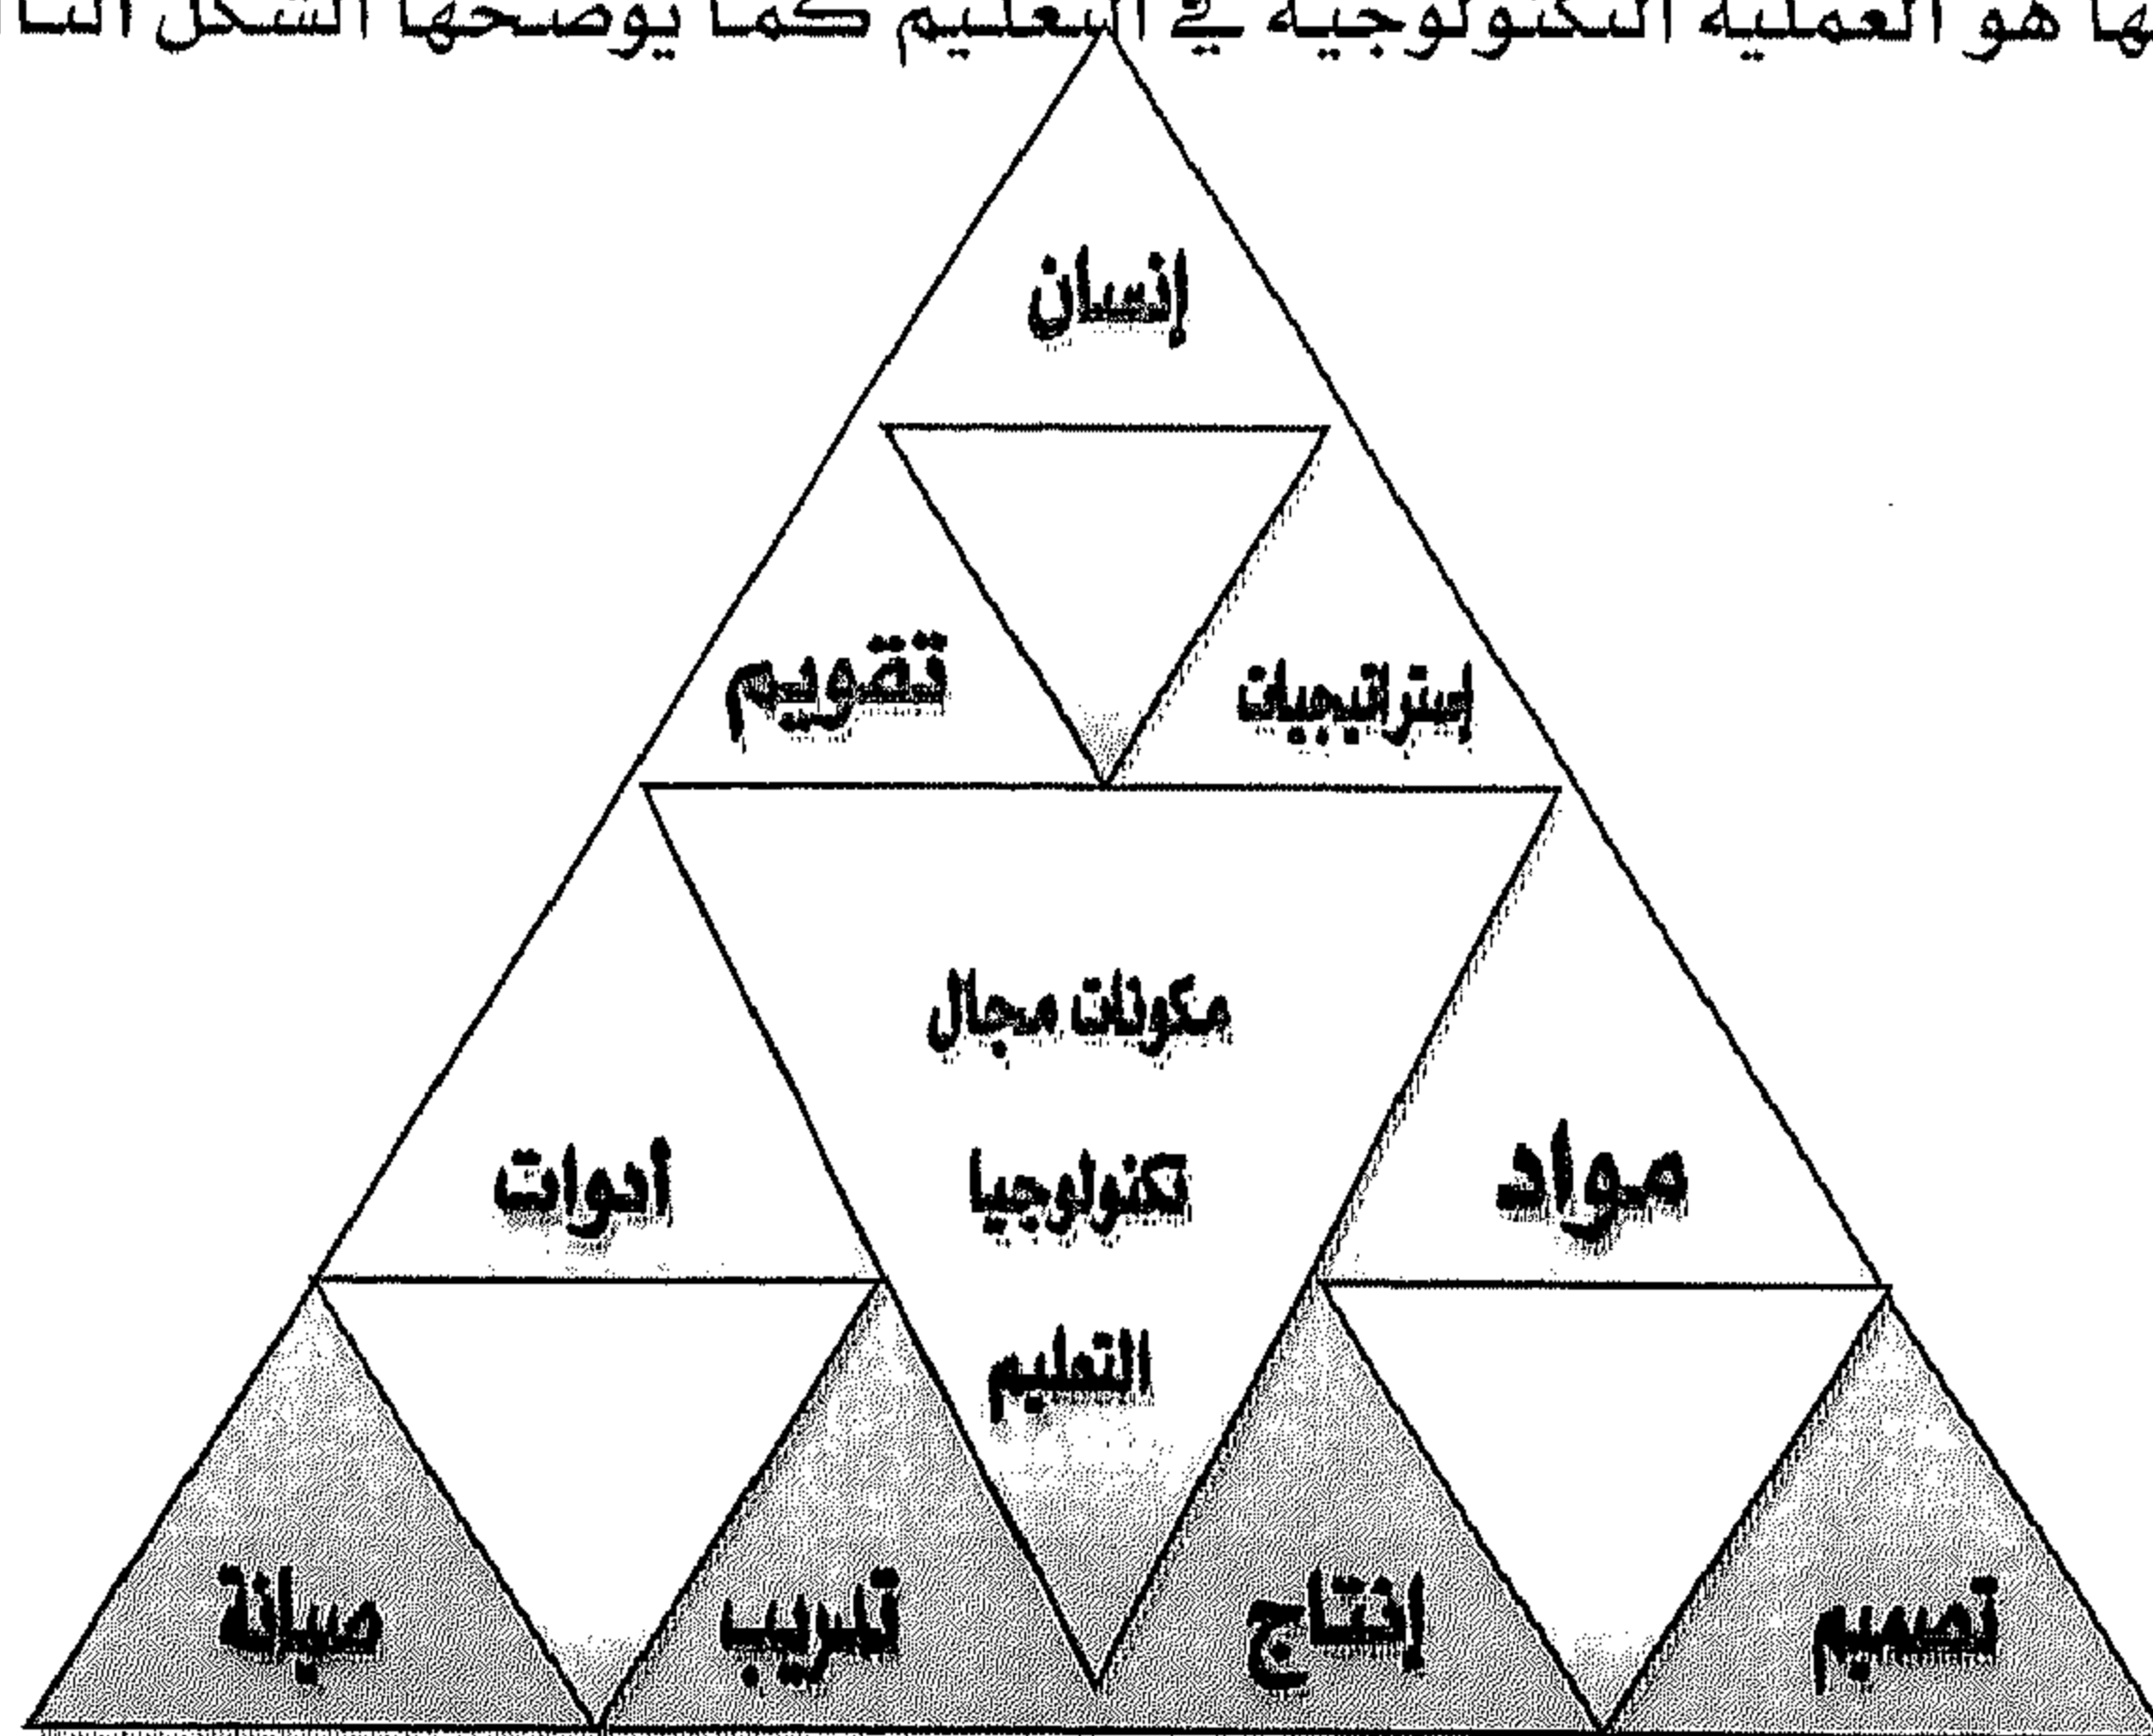 هو العملية التكنولوجية في التعليم كما يوضحها الشكل
إنسان
إستراتيجيات تقويم
مكونات مجال
مواد تكنولوجيا أدوات
التعليم
تصميم إنتاج تدريب صيانة